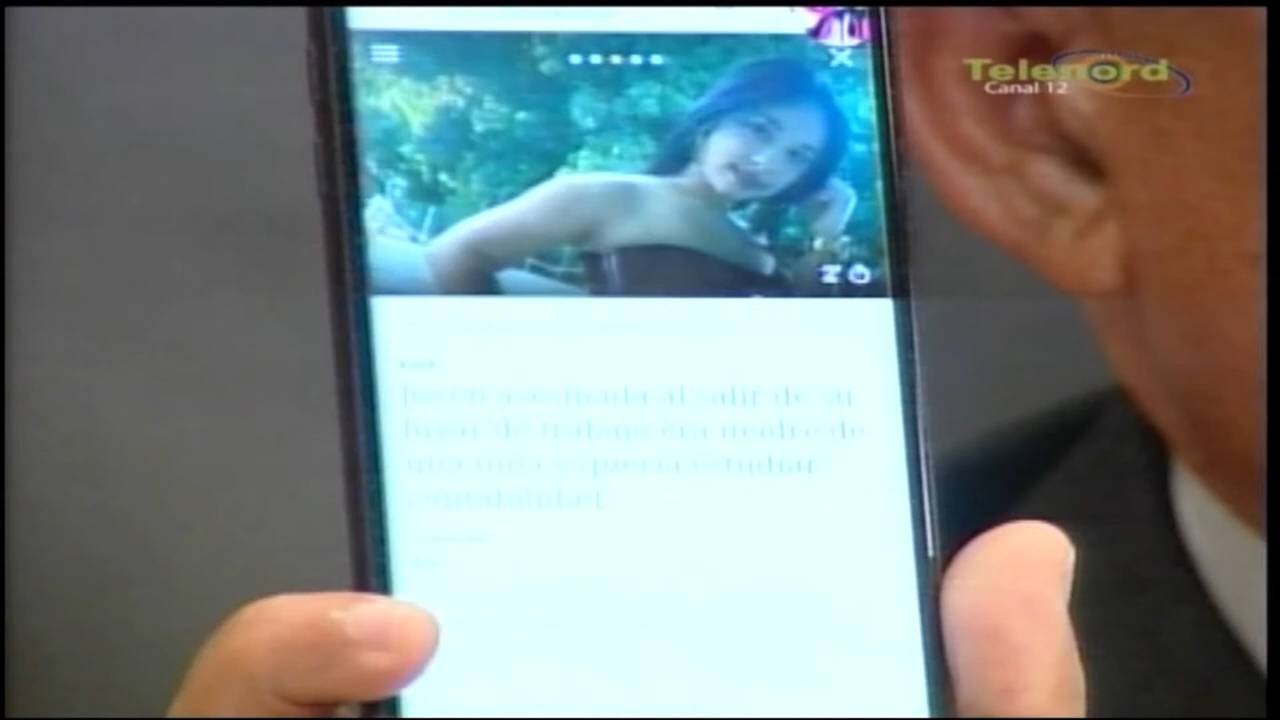 Telenord
Canal 12
Joven asesinada al salir de su
lugar de trabajo era madre de
una niña y quería estudiar
contabilidad